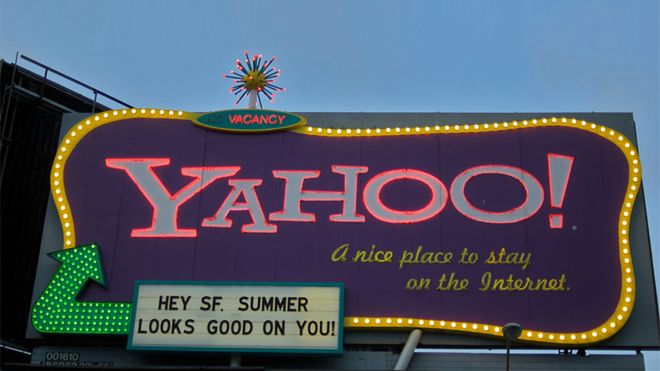 VACANCY
YAHOO!
A nice place to stay
on the Internet.
HEY SF. SUMMER
LOOKS GOOD ON YOU!
001610